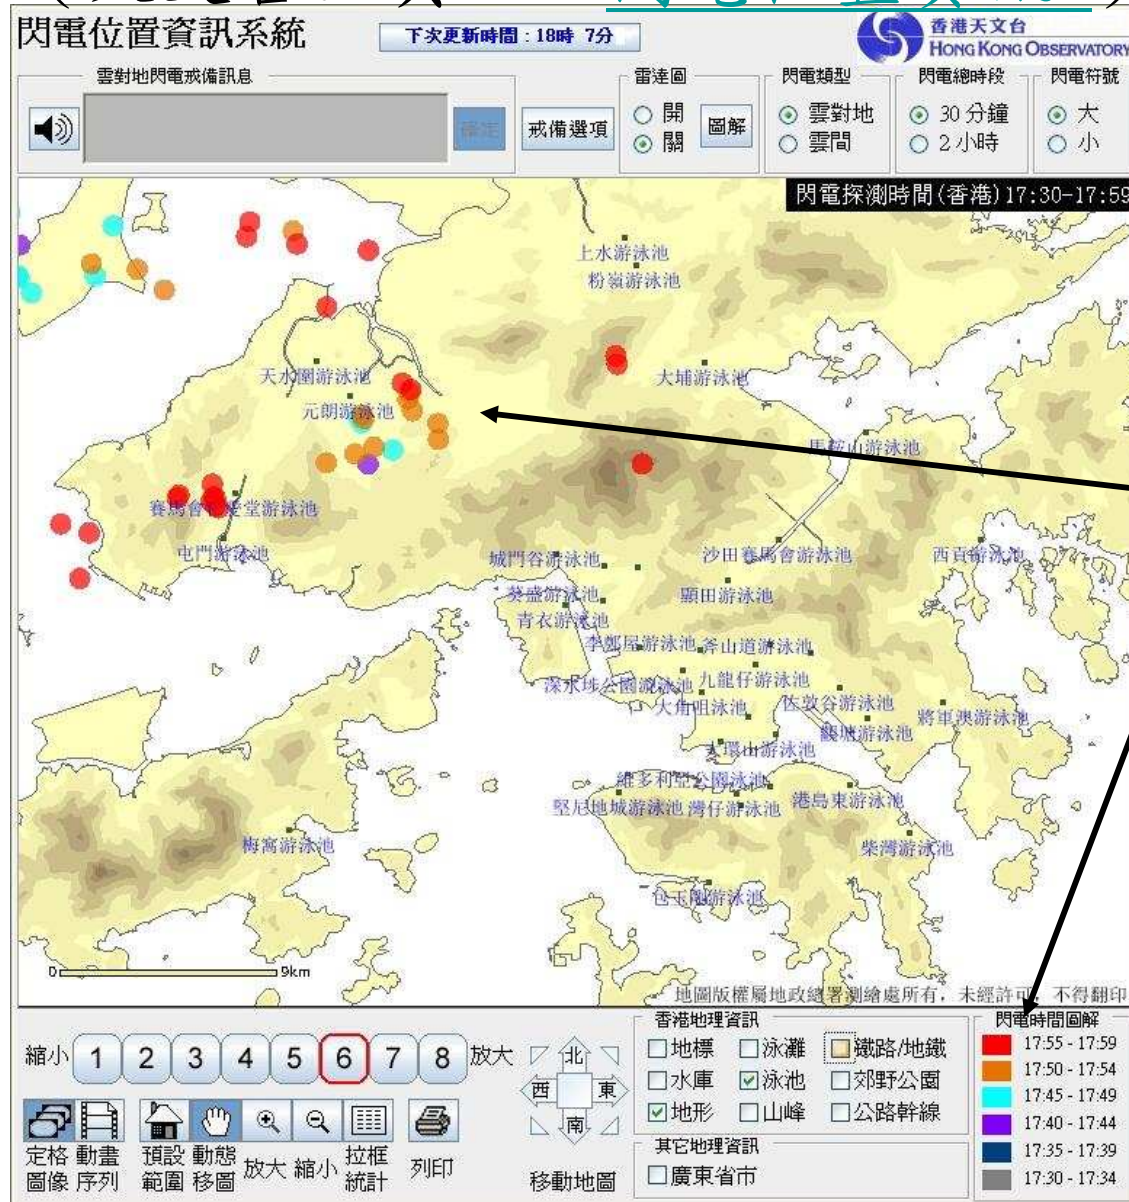 閃電位置資訊系統
下次更新時間 : 18時 7分
香港天文台
HONG KONG OBSERVATORY
雲對地閃電戒備訊息
確定
戒備選項
雷達圖
開
關
圖解
閃電類型
雲對地
雲間
閃電總時段
30 分鐘
2 小時
閃電符號
大
小
閃電探測時間(香港)17:30-17:59
上水游泳池
粉嶺游泳池
天水圍游泳池
大埔游泳池
元朗游泳池
馬鞍山游泳池
賽馬會仁愛堂游泳池
屯門游泳池
城門谷游泳池
沙田賽馬會游泳池
西貢游泳池
葵盛游泳池
顯田游泳池
青衣游泳池
李鄭屋游泳池
斧山道游泳池
深水埗公園游泳池
九龍仔游泳池
大角咀泳池
佐敦谷游泳池
將軍澳游泳池
觀塘游泳池
大環山游泳池
維多利亞公園泳池
堅尼地城游泳池
灣仔游泳池
港島東游泳池
梅窩游泳池
柴灣游泳池
包玉剛游泳池
0
9km
地圖版權屬地政總署測繪處所有, 未經許可, 不得翻印
縮小 1 2 3 4 5 6 7 8 放大
北
西 東
南
移動地圖
定格圖像
動畫序列
預設範圍
動態移圖
放大
縮小
拉框統計
列印
香港地理資訊
地標 泳灘 鐵路/地鐵
水庫 泳池 郊野公園
地形 山峰 公路幹線
其它地理資訊
廣東省市
閃電時間圖解
17:55 - 17:59
17:50 - 17:54
17:45 - 17:49
17:40 - 17:44
17:35 - 17:39
17:30 - 17:34